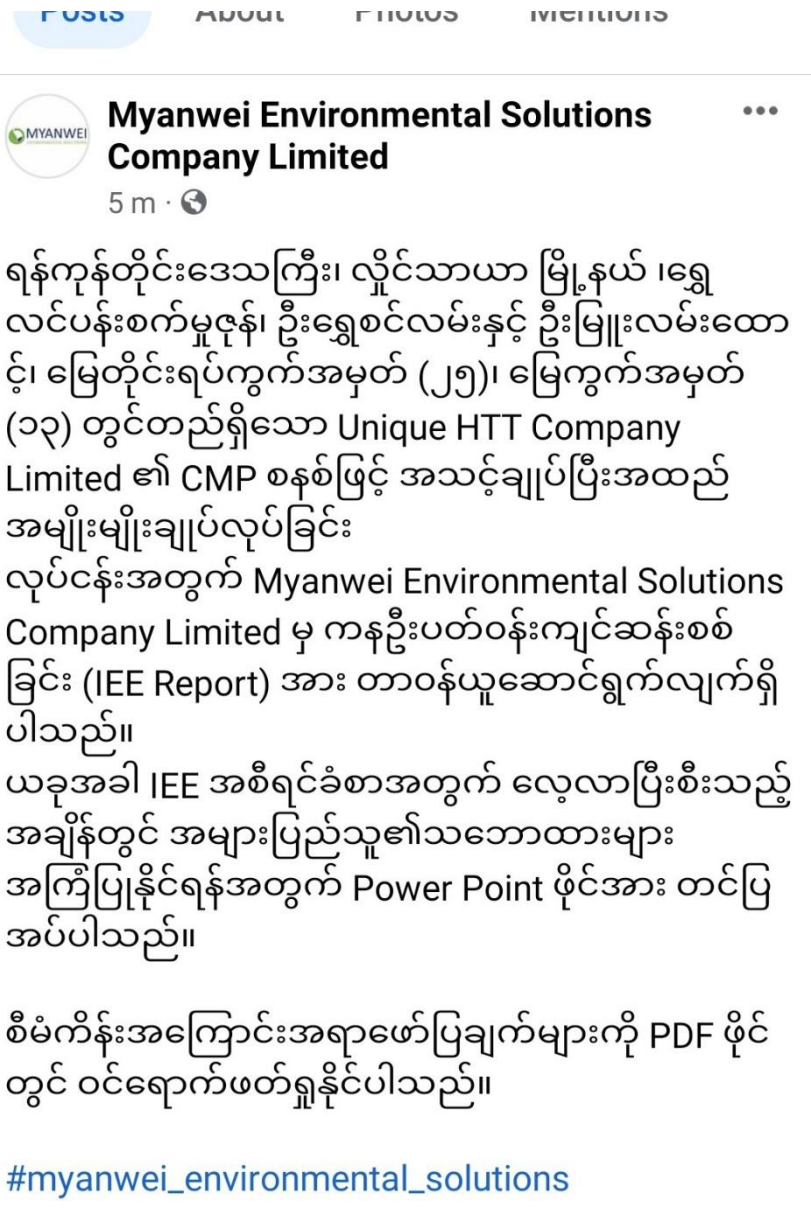 Posts About Photos Mentions
MYANWEI
Myanwei Environmental Solutions
Company Limited
5 m ·
ရန်ကုန်တိုင်းဒေသကြီး၊ လှိုင်သာယာ မြို့နယ် ၊ရွှေ
လင်ပန်းစက်မှုဇုန်၊ ဦးရွှေစင်လမ်းနှင့် ဦးမြူးလမ်းထော
င့်၊ မြေတိုင်းရပ်ကွက်အမှတ် (၂၅)၊ မြေကွက်အမှတ်
(၁၃) တွင်တည်ရှိသော Unique HTT Company
Limited ၏ CMP စနစ်ဖြင့် အသင့်ချုပ်ပြီးအထည်
အမျိုးမျိုးချုပ်လုပ်ခြင်း
လုပ်ငန်းအတွက် Myanwei Environmental Solutions
Company Limited မှ ကနဦးပတ်ဝန်းကျင်ဆန်းစစ်
ခြင်း (IEE Report) အား တာဝန်ယူဆောင်ရွက်လျက်ရှိ
ပါသည်။
ယခုအခါ IEE အစီရင်ခံစာအတွက် လေ့လာပြီးစီးသည့်
အချိန်တွင် အများပြည်သူ၏သဘောထားများ
အကြံပြုနိုင်ရန်အတွက် Power Point ဖိုင်အား တင်ပြ
အပ်ပါသည်။
စီမံကိန်းအကြောင်းအရာဖော်ပြချက်များကို PDF ဖိုင်
တွင် ဝင်ရောက်ဖတ်ရှုနိုင်ပါသည်။
#myanwei_environmental_solutions